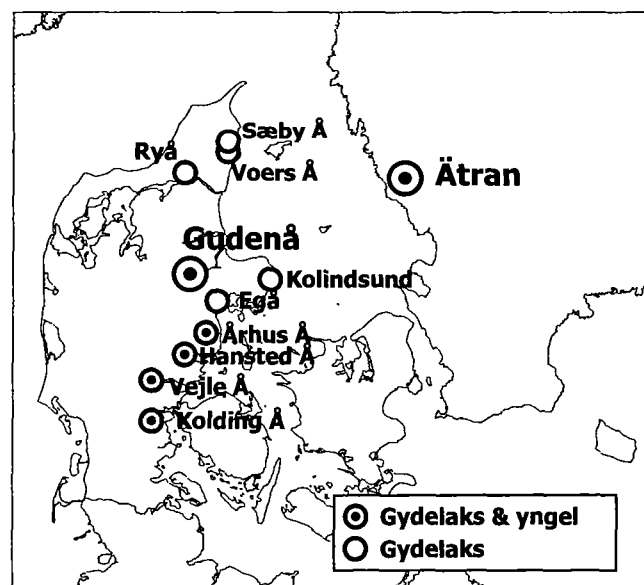 Sæby Å
Ryå
Voers Å
Ätran
Gudenå
Kolindsund
Egå
Århus Å
Hansted Å
Vejle Å
Kolding Å
Gydelaks & yngel
Gydelaks